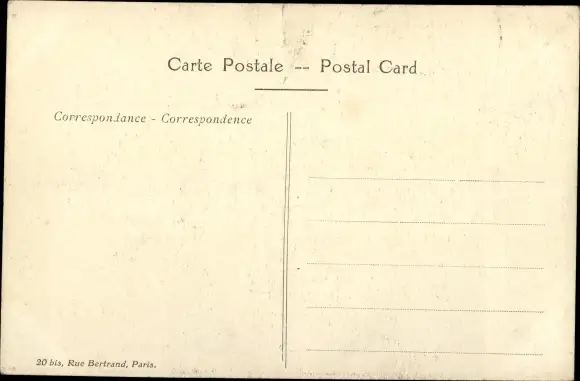 Carte Postale -- Postal Card
Correspondance - Correspondence
20 bis, Rue Bertrand, Paris.